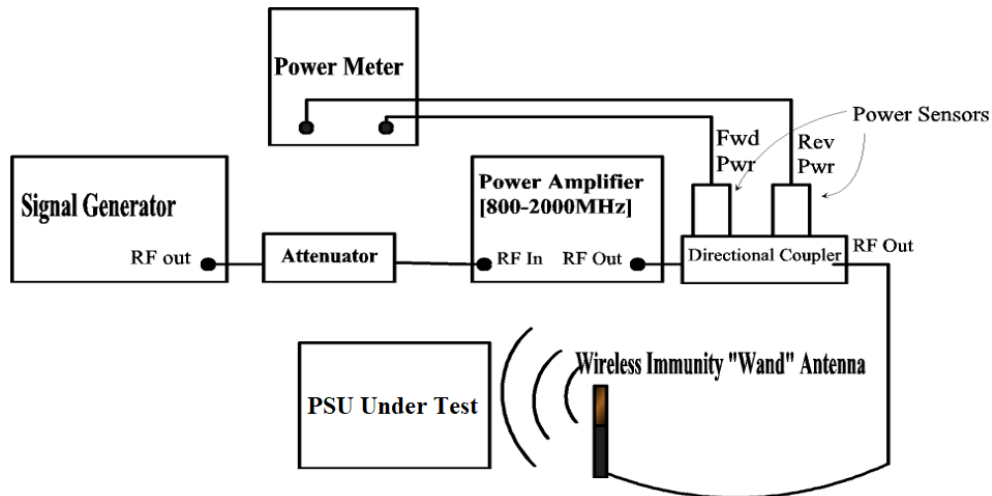 Power Meter
Power Sensors
Fwd
Pwr
Rev
Pwr
Signal Generator
RF out
Attenuator
Power Amplifier
[800-2000MHz]
RF In
RF Out
Directional Coupler
RF Out
Wireless Immunity "Wand" Antenna
PSU Under Test